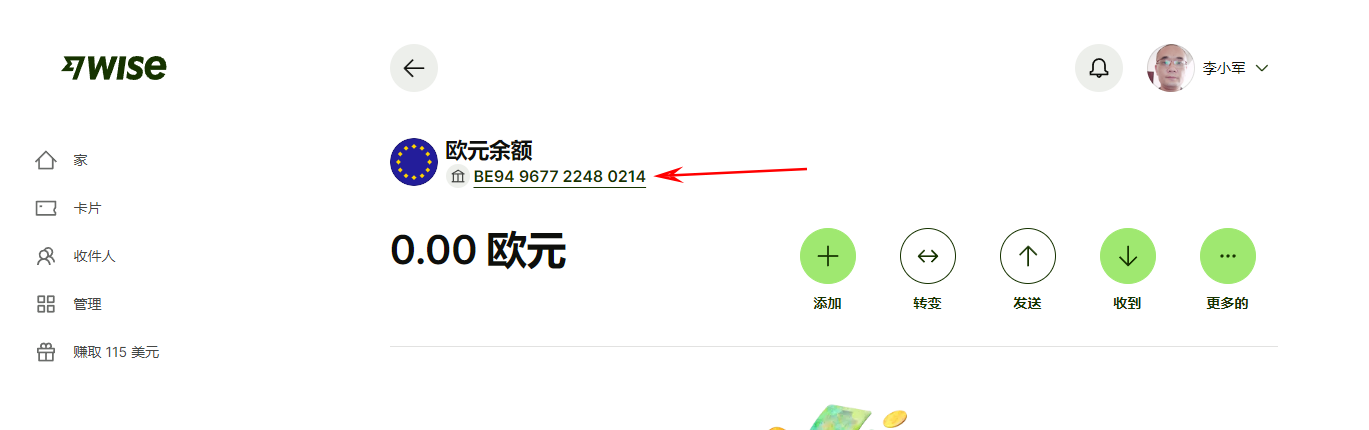 WISE
李小军
家
卡片
收件人
管理
赚取 115 美元
欧元余额
BE94 9677 2248 0214
0.00 欧元
添加
转变
发送
收到
更多的